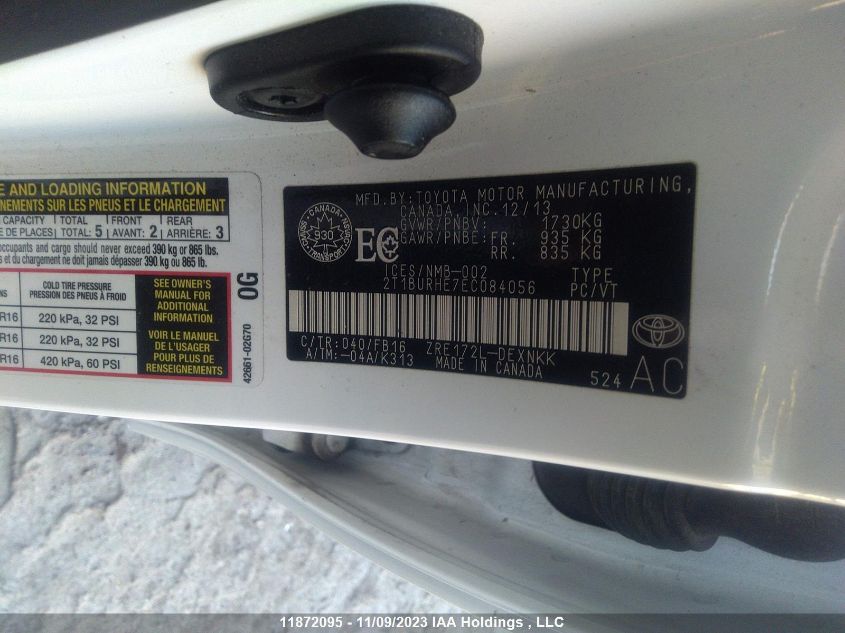 E AND LOADING INFORMATION
NEMENTS SUR LES PNEUS ET LE CHARGEMENT
CAPACITY TOTAL 5 FRONT 2 REAR 3
E DE PLACES: AVANT: ARRIÈRE:
occupants and cargo should never exceed 390 kg or 865 lbs.
et du chargement ne doit jamais dépasser 390 kg ou 865 lb.
COLD TIRE PRESSURE
PRESSION DES PNEUS À FROID
R16 220 kPa, 32 PSI
R16 220 kPa, 32 PSI
420 kPa, 60 PSI
SEE OWNER'S
MANUAL FOR
ADDITIONAL
INFORMATION
VOIR LE MANUEL
DE L'USAGER
POUR PLUS DE
RENSEIGNEMENTS
0G
42661-02G70
MFD.BY:TOYOTA MOTOR MANUFACTURING,
CANADA, INC.12/13
GVWR/PNBV: 1730KG
GAWR/PNBE:FR. 935 KG
RR. 835 KG
CANADA
930
EC
ICES/NMB-002 TYPE
2T1BURHE7EC084056 PC/VT
C/TR:040/FB16 ZRE172L-DEXNKK
A/TM:-04A/K313 MADE IN CANADA
524 AC
11872095 - 11/09/2023 IAA Holdings , LLC